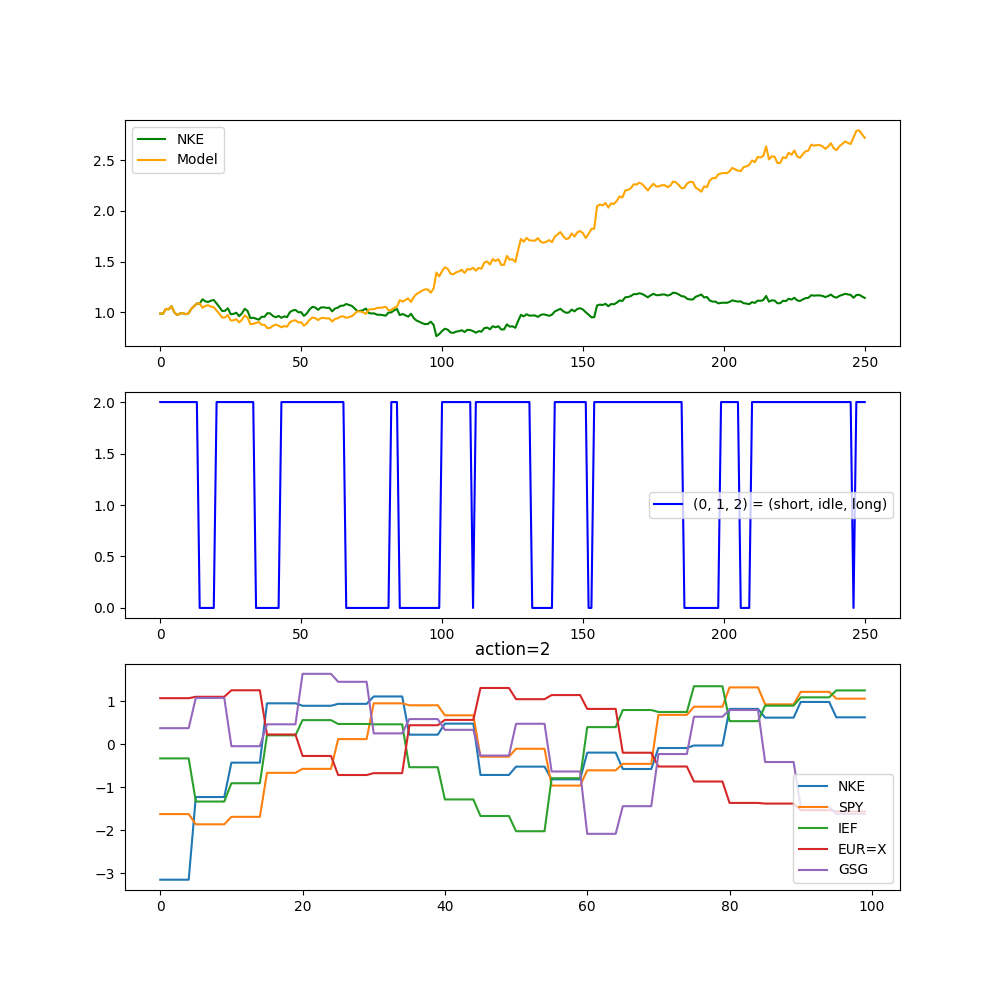 NKE
Model
2.5
2.0
1.5
1.0
0 50 100 150 200 250
2.0
1.5
1.0
0.5
0.0
(0, 1, 2) = (short, idle, long)
0 50 100 150 200 250
action=2
1
0
−1
−2
−3
NKE
SPY
IEF
EUR=X
GSG
0 20 40 60 80 100